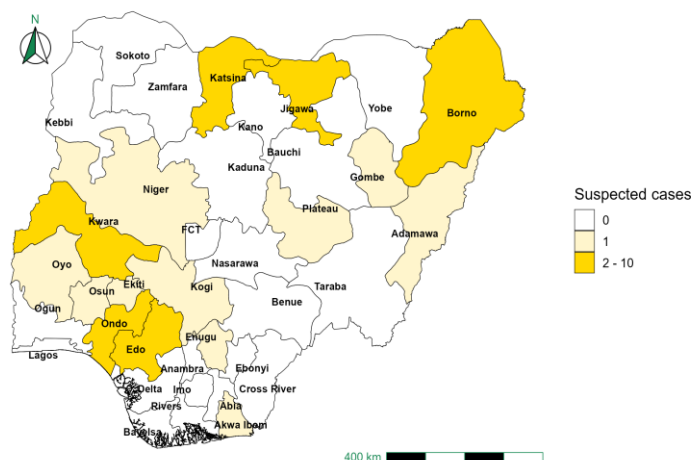 N
Sokoto
Katsina
Zamfara
Jigawa
Yobe
Borno
Kebbi
Kano
Bauchi
Kaduna
Gombe
Niger
Suspected cases
0
Plateau
1
Kwara
FCT
Adamawa
2 - 10
Oyo
Nasarawa
Osun
Ekiti
Kogi
Taraba
Ogun
Benue
Ondo
Enugu
Edo
Lagos
Anambra
Ebonyi
Delta
Imo
Cross River
Rivers
Abia
Akwa Ibom
Bayelsa
400 km